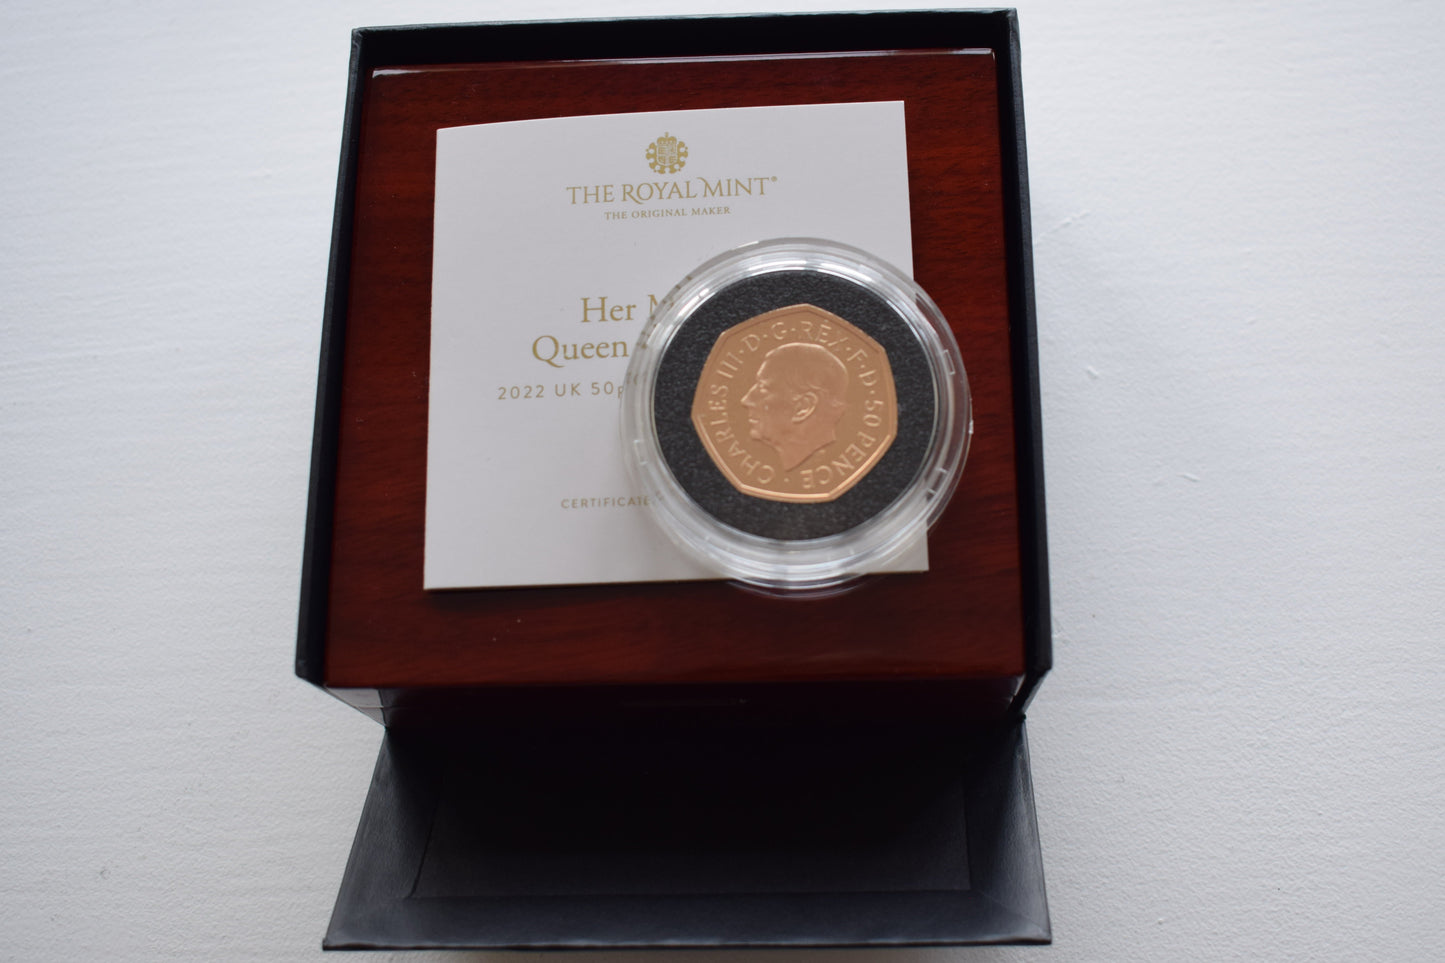 THE ROYAL MINT®
THE ORIGINAL MAKER
Her M
Queen
2022 UK 50p
CERTIFICATE
CHARLES III · D · G · REX · F · D · 50 PENCE ·